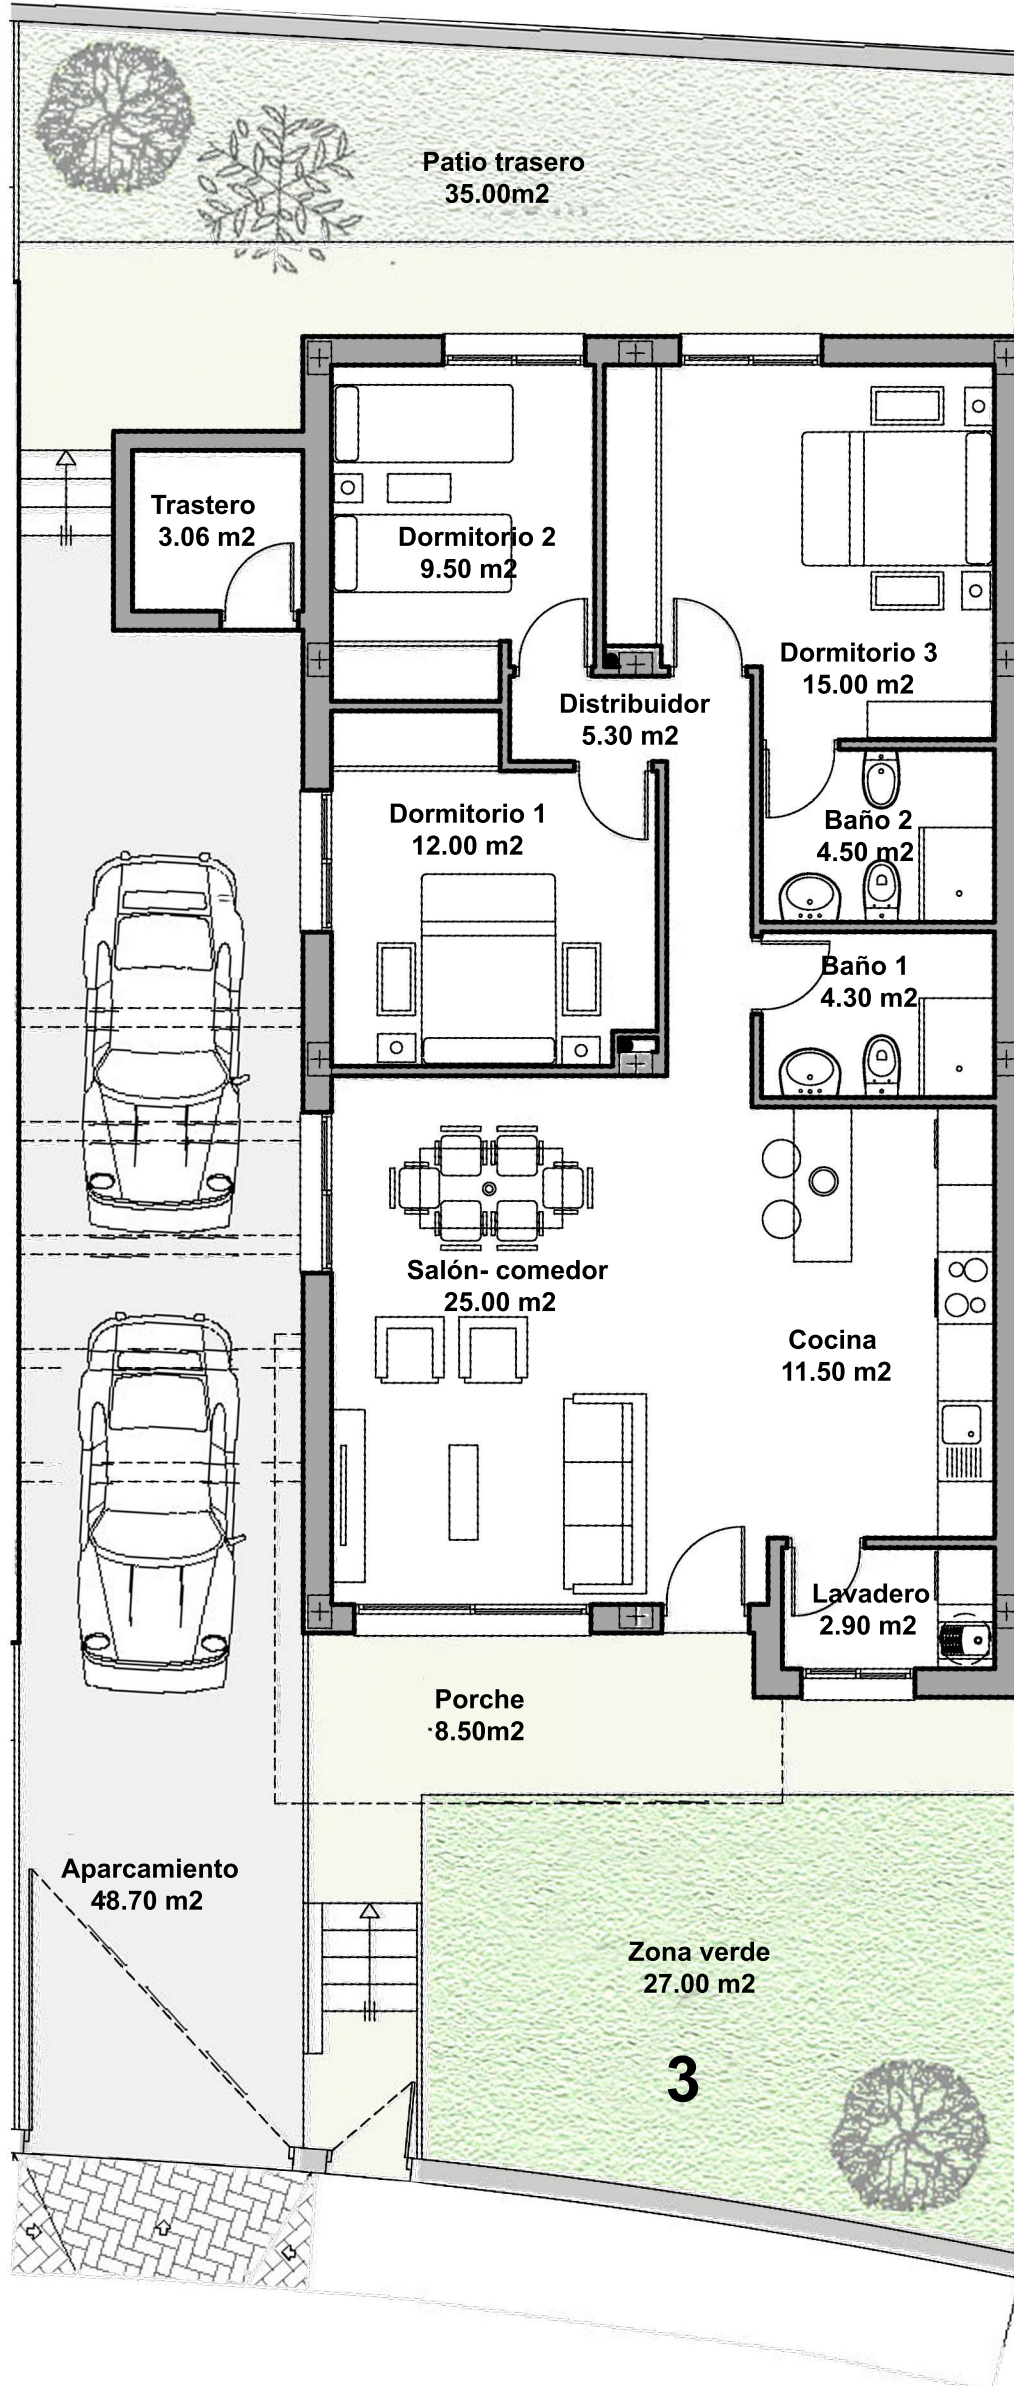 Patio trasero
35.00m2
Trastero
3.06 m2
Dormitorio 2
9.50 m2
Dormitorio 3
15.00 m2
Distribuidor
5.30 m2
Dormitorio 1
12.00 m2
Baño 2
4.50 m2
Baño 1
4.30 m2
Salón- comedor
25.00 m2
Cocina
11.50 m2
Lavadero
2.90 m2
Porche
8.50m2
Aparcamiento
48.70 m2
Zona verde
27.00 m2
3